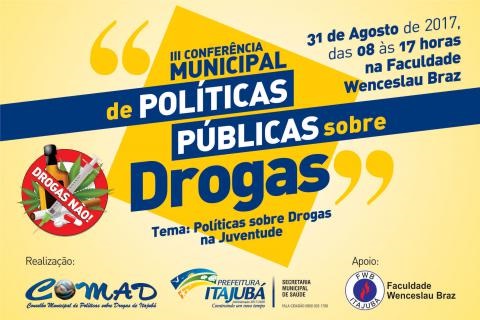 III CONFERÊNCIA
MUNICIPAL
de POLÍTICAS
PÚBLICAS sobre
Drogas
31 de Agosto de 2017,
das 08 às 17 horas
na Faculdade
Wenceslau Braz
Tema: Políticas sobre Drogas
na Juventude
DROGAS NÃO!
Realização:
COMAD
Conselho Municipal de Políticas sobre Drogas de Itajubá
PREFEITURA
ITAJUBÁ
Construindo um novo tempo
SECRETARIA
MUNICIPAL
DE SAÚDE
Apoio:
FWB
ITAJUBÁ
Faculdade
Wenceslau Braz